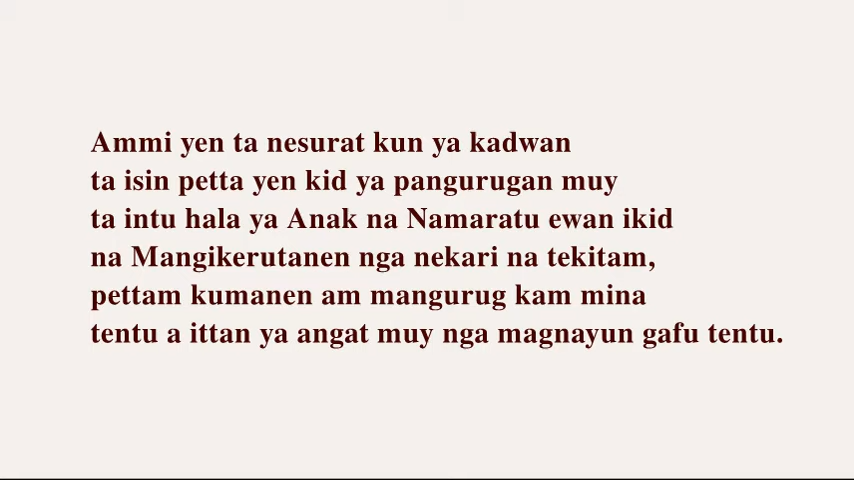 Ammi yen ta nesurat kun ya kadwan
ta isin petta yen kid ya pangurugan muy
ta intu hala ya Anak na Namaratu ewan ikid
na Mangikerutanen nga nekari na tekitam,
pettam kumanen am mangurug kam mina
tentu a ittan ya angat muy nga magnayun gafu tentu.